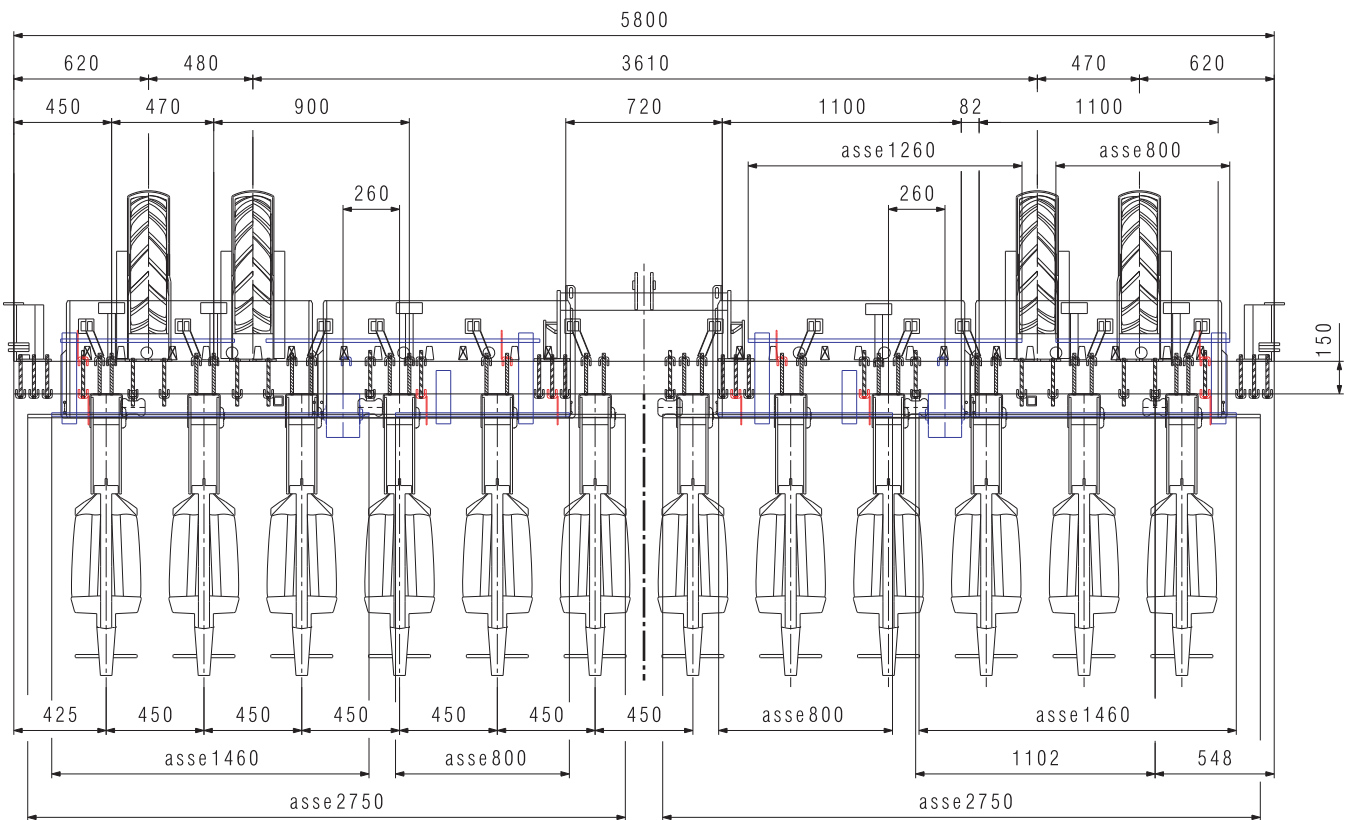 5800
620 480 3610 470 620
450 470 900 720 1100 82 1100
asse1260 asse800
260 260
150
425 450 450 450 450 450 450 asse800 asse1460
asse1460 asse800 1102 548
asse2750 asse2750